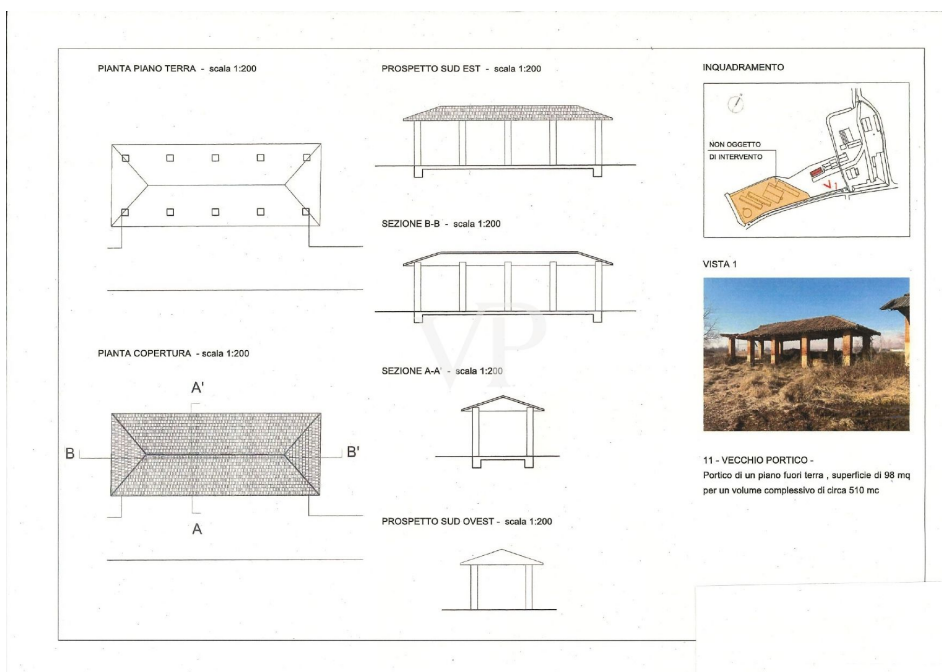 PIANTA PIANO TERRA - scala 1:200
PIANTA COPERTURA - scala 1:200
A'
B
B'
A
PROSPETTO SUD EST - scala 1:200
SEZIONE B-B - scala 1:200
SEZIONE A-A' - scala 1:200
PROSPETTO SUD OVEST - scala 1:200
VP
INQUADRAMENTO
NON OGGETTO
DI INTERVENTO
V1
VISTA 1
11 - VECCHIO PORTICO -
Portico di un piano fuori terra , superficie di 98 mq
per un volume complessivo di circa 510 mc